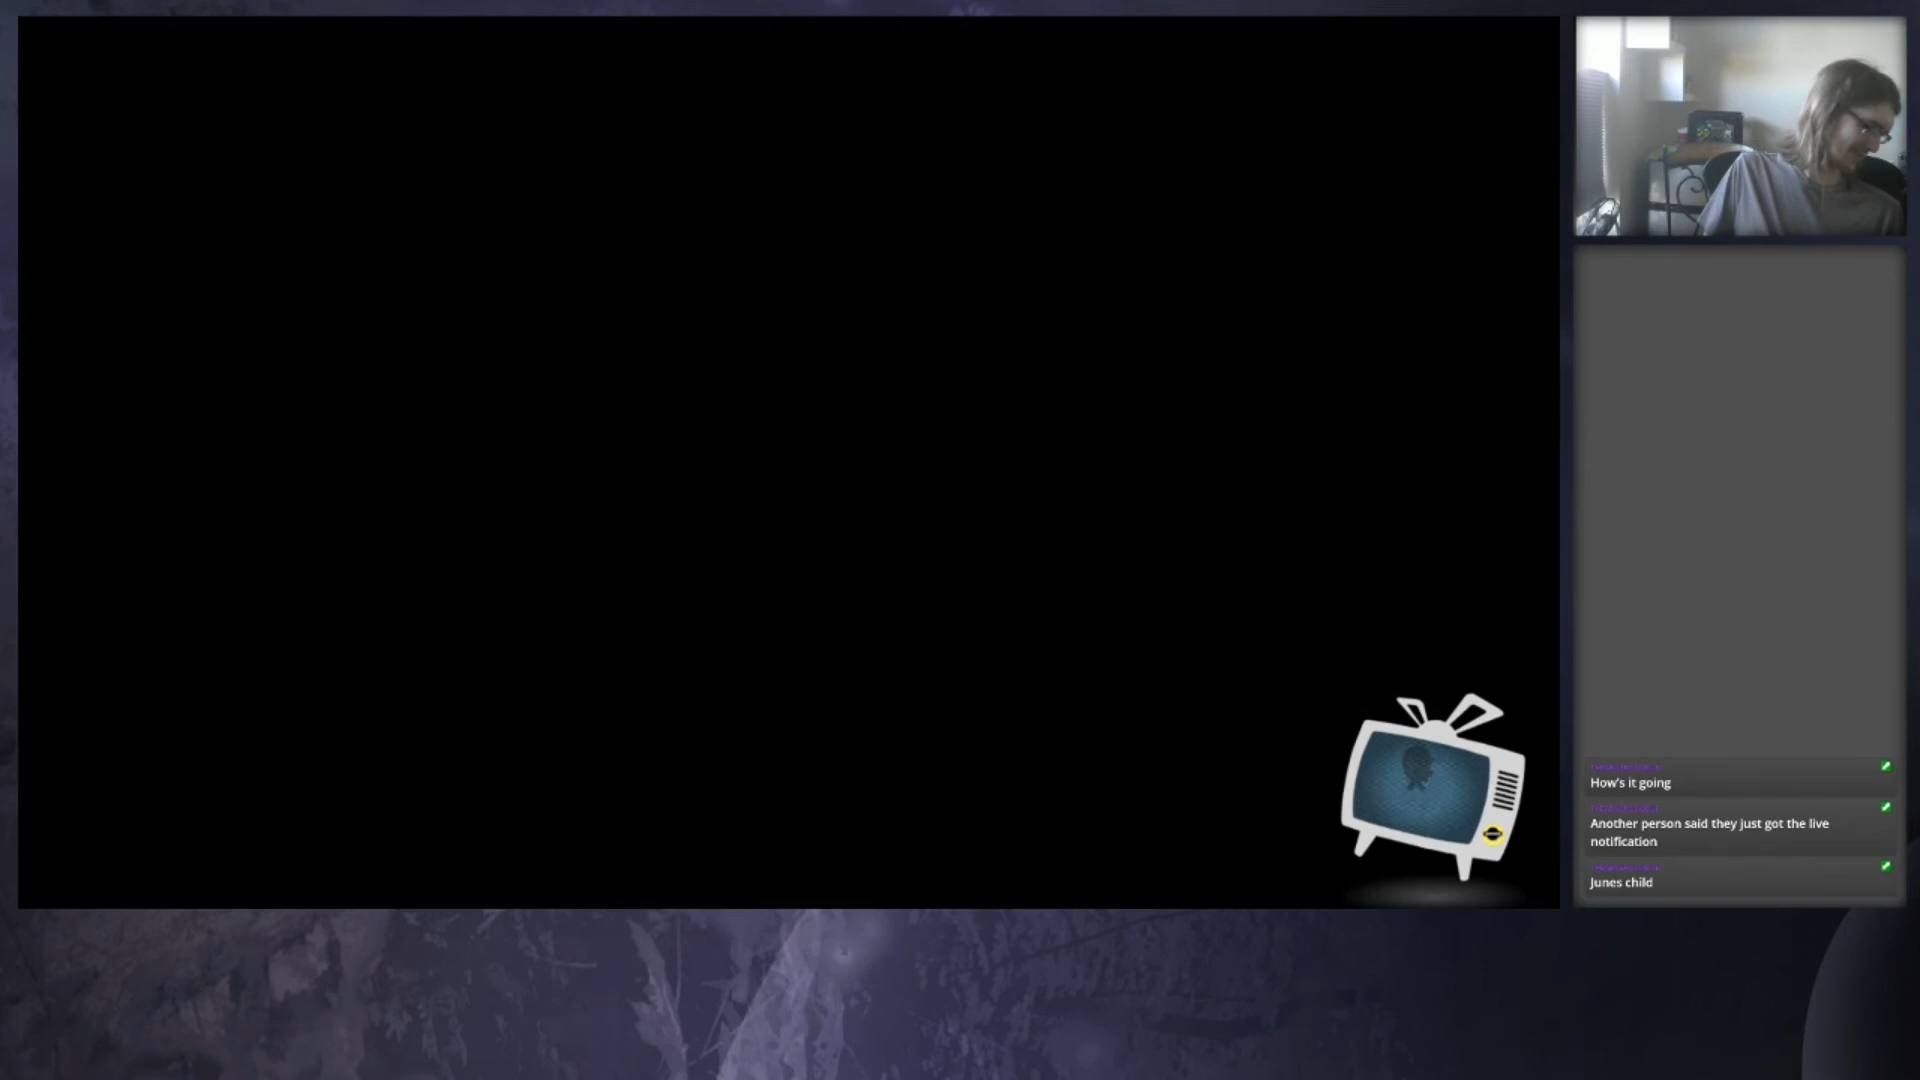 How's it going
Another person said they just got the live
notification
Junes child